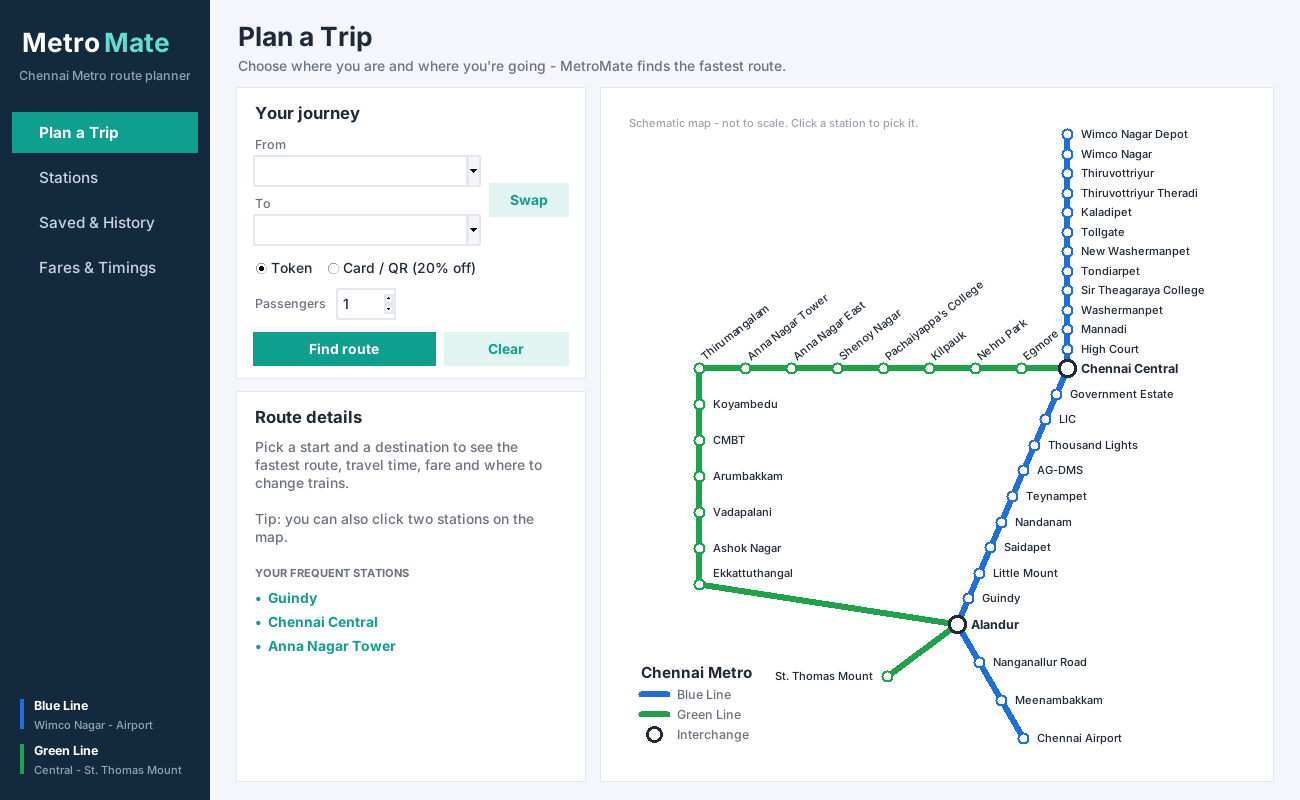 MetroMate
Chennai Metro route planner
Plan a Trip
Stations
Saved & History
Fares & Timings
Blue Line
Wimco Nagar - Airport
Green Line
Central - St. Thomas Mount
Plan a Trip
Choose where you are and where you're going - MetroMate finds the fastest route.
Your journey
From
To
Swap
Token
Card / QR (20% off)
Passengers
1
Find route
Clear
Route details
Pick a start and a destination to see the
fastest route, travel time, fare and where to
change trains.
Tip: you can also click two stations on the
map.
YOUR FREQUENT STATIONS
• Guindy
• Chennai Central
• Anna Nagar Tower
Schematic map - not to scale. Click a station to pick it.
Wimco Nagar Depot
Wimco Nagar
Thiruvottriyur
Thiruvottriyur Theradi
Kaladipet
Tollgate
New Washermanpet
Tondiarpet
Sir Theagaraya College
Washermanpet
Mannadi
High Court
Chennai Central
Thirumangalam
Anna Nagar Tower
Anna Nagar East
Shenoy Nagar
Pachaiyappa's College
Kilpauk
Nehru Park
Egmore
Koyambedu
CMBT
Arumbakkam
Vadapalani
Ashok Nagar
Ekkattuthangal
Government Estate
LIC
Thousand Lights
AG-DMS
Teynampet
Nandanam
Saidapet
Little Mount
Guindy
Alandur
Nanganallur Road
Meenambakkam
Chennai Airport
St. Thomas Mount
Chennai Metro
Blue Line
Green Line
Interchange